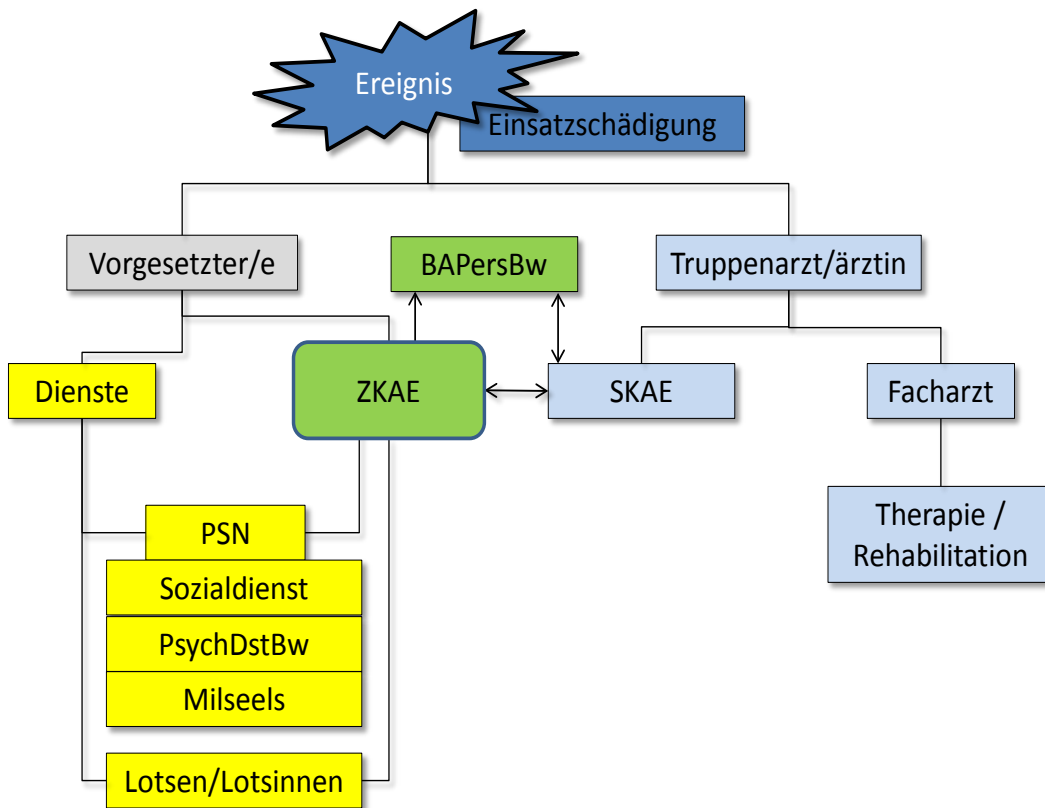 Ereignis
Einsatzschädigung
Vorgesetzter/e
BAPersBw
Truppenarzt/ärztin
Dienste
ZKAE
SKAE
Facharzt
PSN
Sozialdienst
PsychDstBw
Milseels
Lotsen/Lotsinnen
Therapie /
Rehabilitation